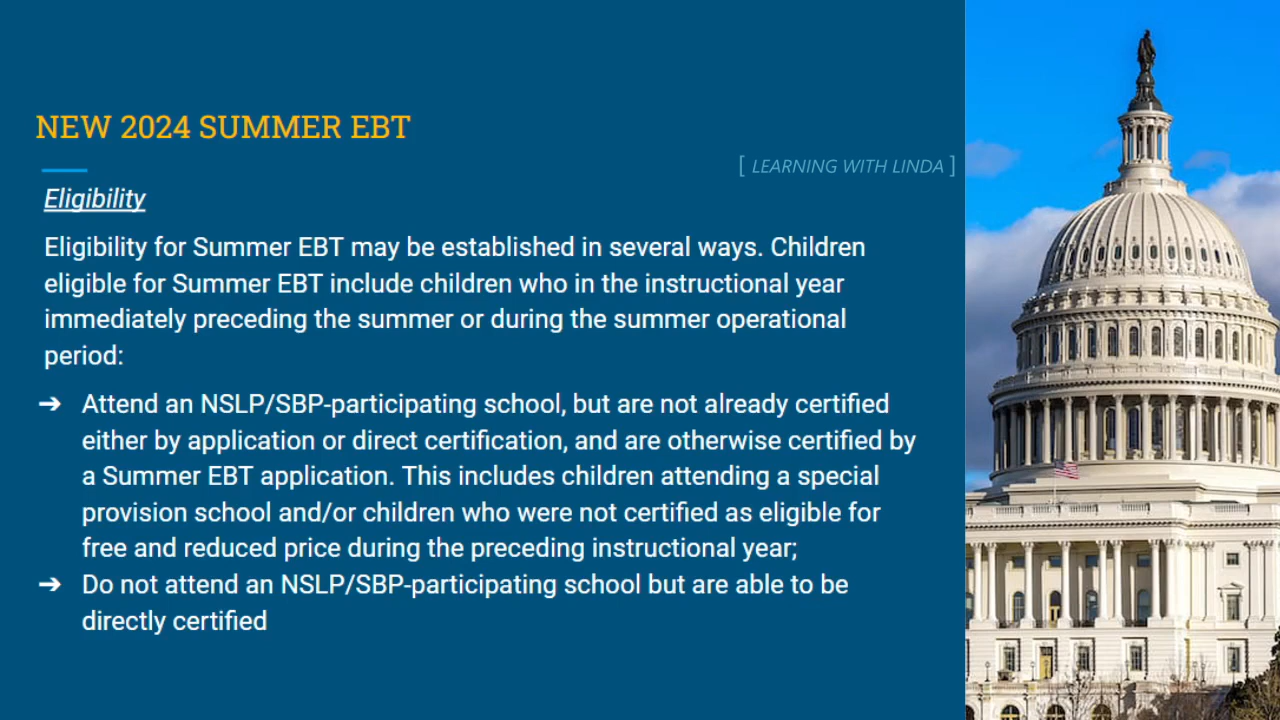 NEW 2024 SUMMER EBT
[ LEARNING WITH LINDA ]
Eligibility
Eligibility for Summer EBT may be established in several ways. Children
eligible for Summer EBT include children who in the instructional year
immediately preceding the summer or during the summer operational
period:
➔ Attend an NSLP/SBP-participating school, but are not already certified
either by application or direct certification, and are otherwise certified by
a Summer EBT application. This includes children attending a special
provision school and/or children who were not certified as eligible for
free and reduced price during the preceding instructional year;
➔ Do not attend an NSLP/SBP-participating school but are able to be
directly certified